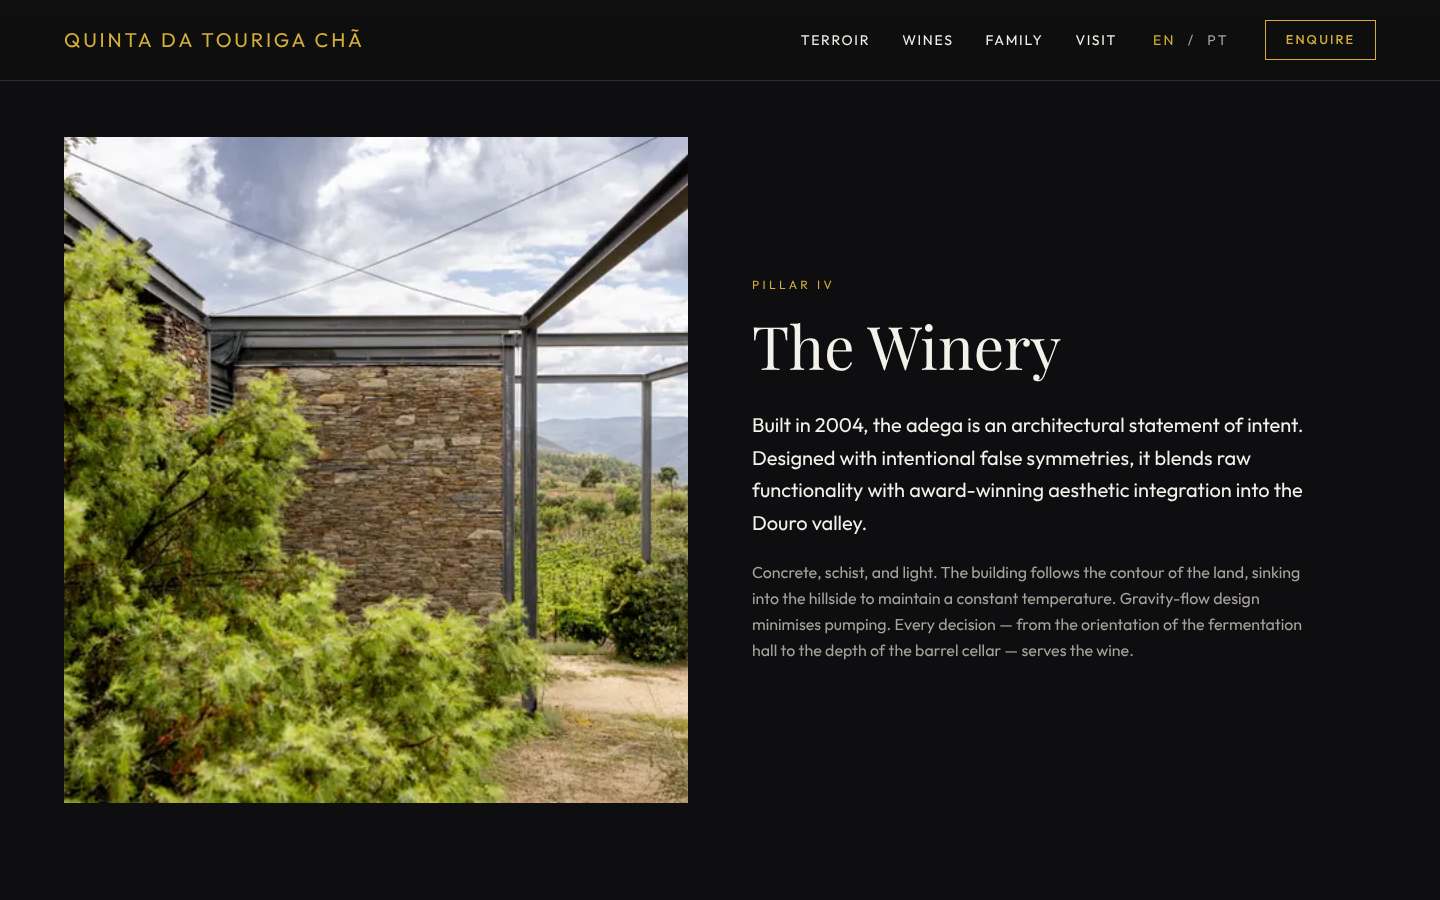 QUINTA DA TOURIGA CHÃ
TERROIR
WINES
FAMILY
VISIT
EN / PT
ENQUIRE
PILLAR IV
The Winery
Built in 2004, the adega is an architectural statement of intent.
Designed with intentional false symmetries, it blends raw
functionality with award-winning aesthetic integration into the
Douro valley.
Concrete, schist, and light. The building follows the contour of the land, sinking
into the hillside to maintain a constant temperature. Gravity-flow design
minimises pumping. Every decision — from the orientation of the fermentation
hall to the depth of the barrel cellar — serves the wine.